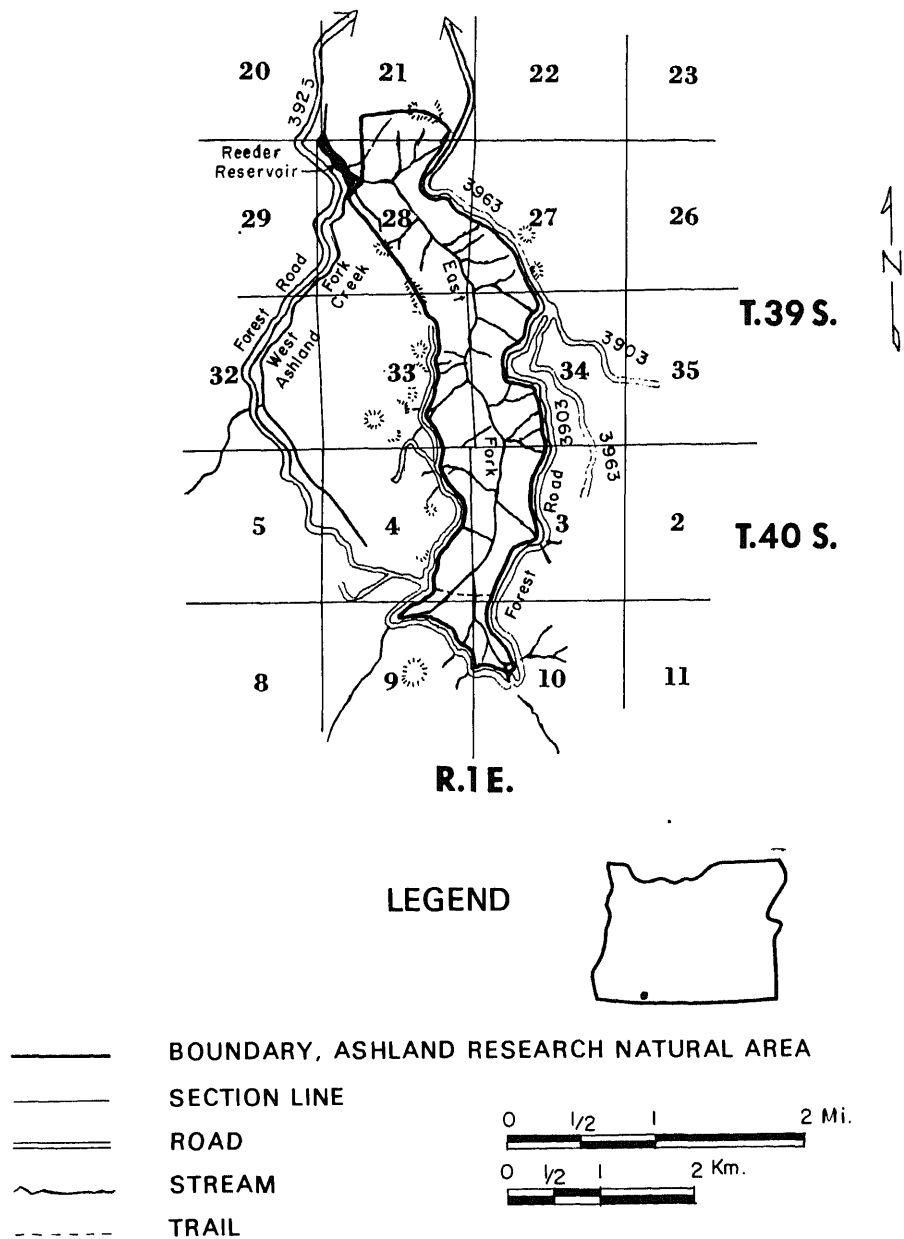 20
21
22
23
3925
Reeder
Reservoir
3963
29
28
27
26
N
East
Forest Road
Fork
Creek
West
Ashland
T.39 S.
3903
32
33
34
35
3903
3963
Fork
Road
5
4
3
2
T.40 S.
Forest
8
9
10
11
R.1 E.
LEGEND
BOUNDARY, ASHLAND RESEARCH NATURAL AREA
SECTION LINE
ROAD
STREAM
TRAIL
0 1/2 1 2 Mi.
0 1/2 1 2 Km.